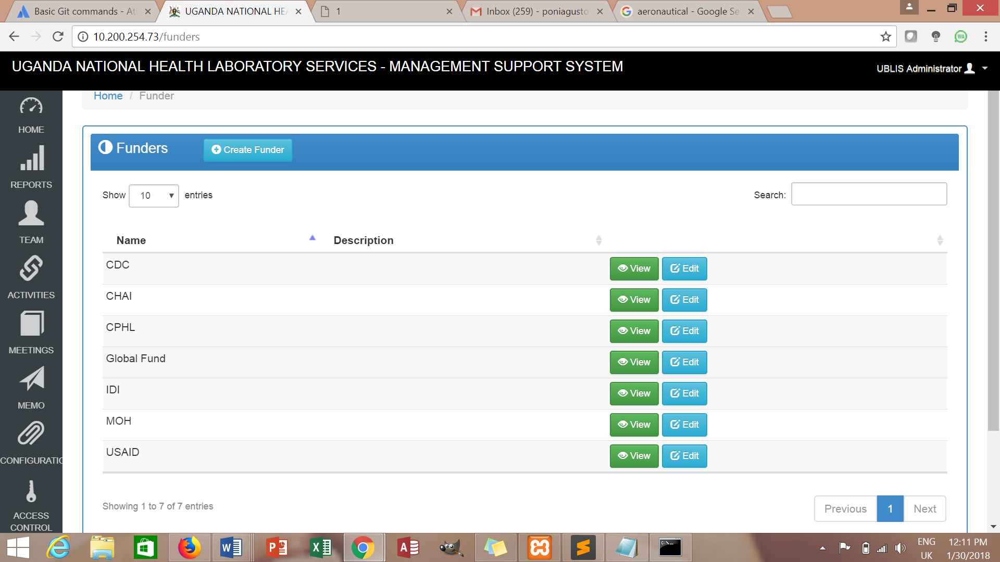 Basic Git commands - Atl
UGANDA NATIONAL HEA
1
Inbox (259) - poniagusto
aeronautical - Google Se
10.200.254.73/funders
UGANDA NATIONAL HEALTH LABORATORY SERVICES - MANAGEMENT SUPPORT SYSTEM
UBLIS Administrator
Home / Funder
HOME
REPORTS
TEAM
ACTIVITIES
MEETINGS
MEMO
CONFIGURATIO
ACCESS
CONTROL
Funders
Create Funder
Show 10 entries
Search:
Name Description
CDC View Edit
CHAI View Edit
CPHL View Edit
Global Fund View Edit
IDI View Edit
MOH View Edit
USAID View Edit
Showing 1 to 7 of 7 entries
Previous 1 Next
ENG
UK
12:11 PM
1/30/2018